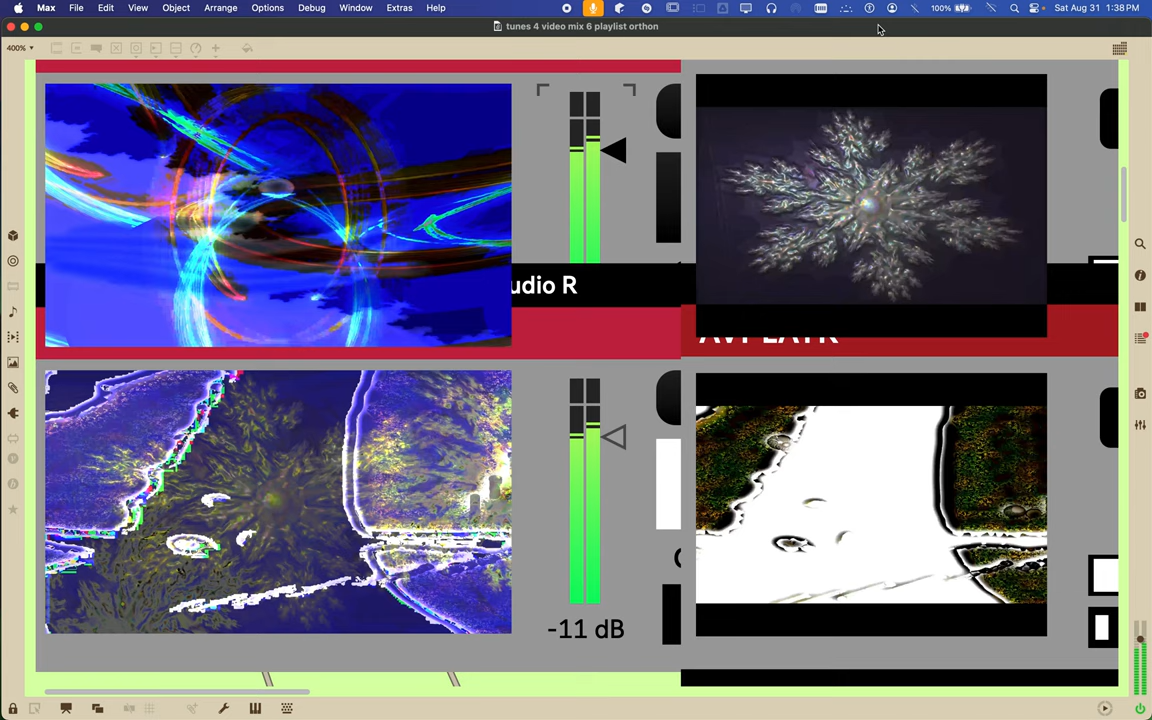 Max File Edit View Object Arrange Options Debug Window Extras Help 100% Sat Aug 31 1:38 PM
tunes 4 video mix 6 playlist orthon
400%
udio R
-11 dB